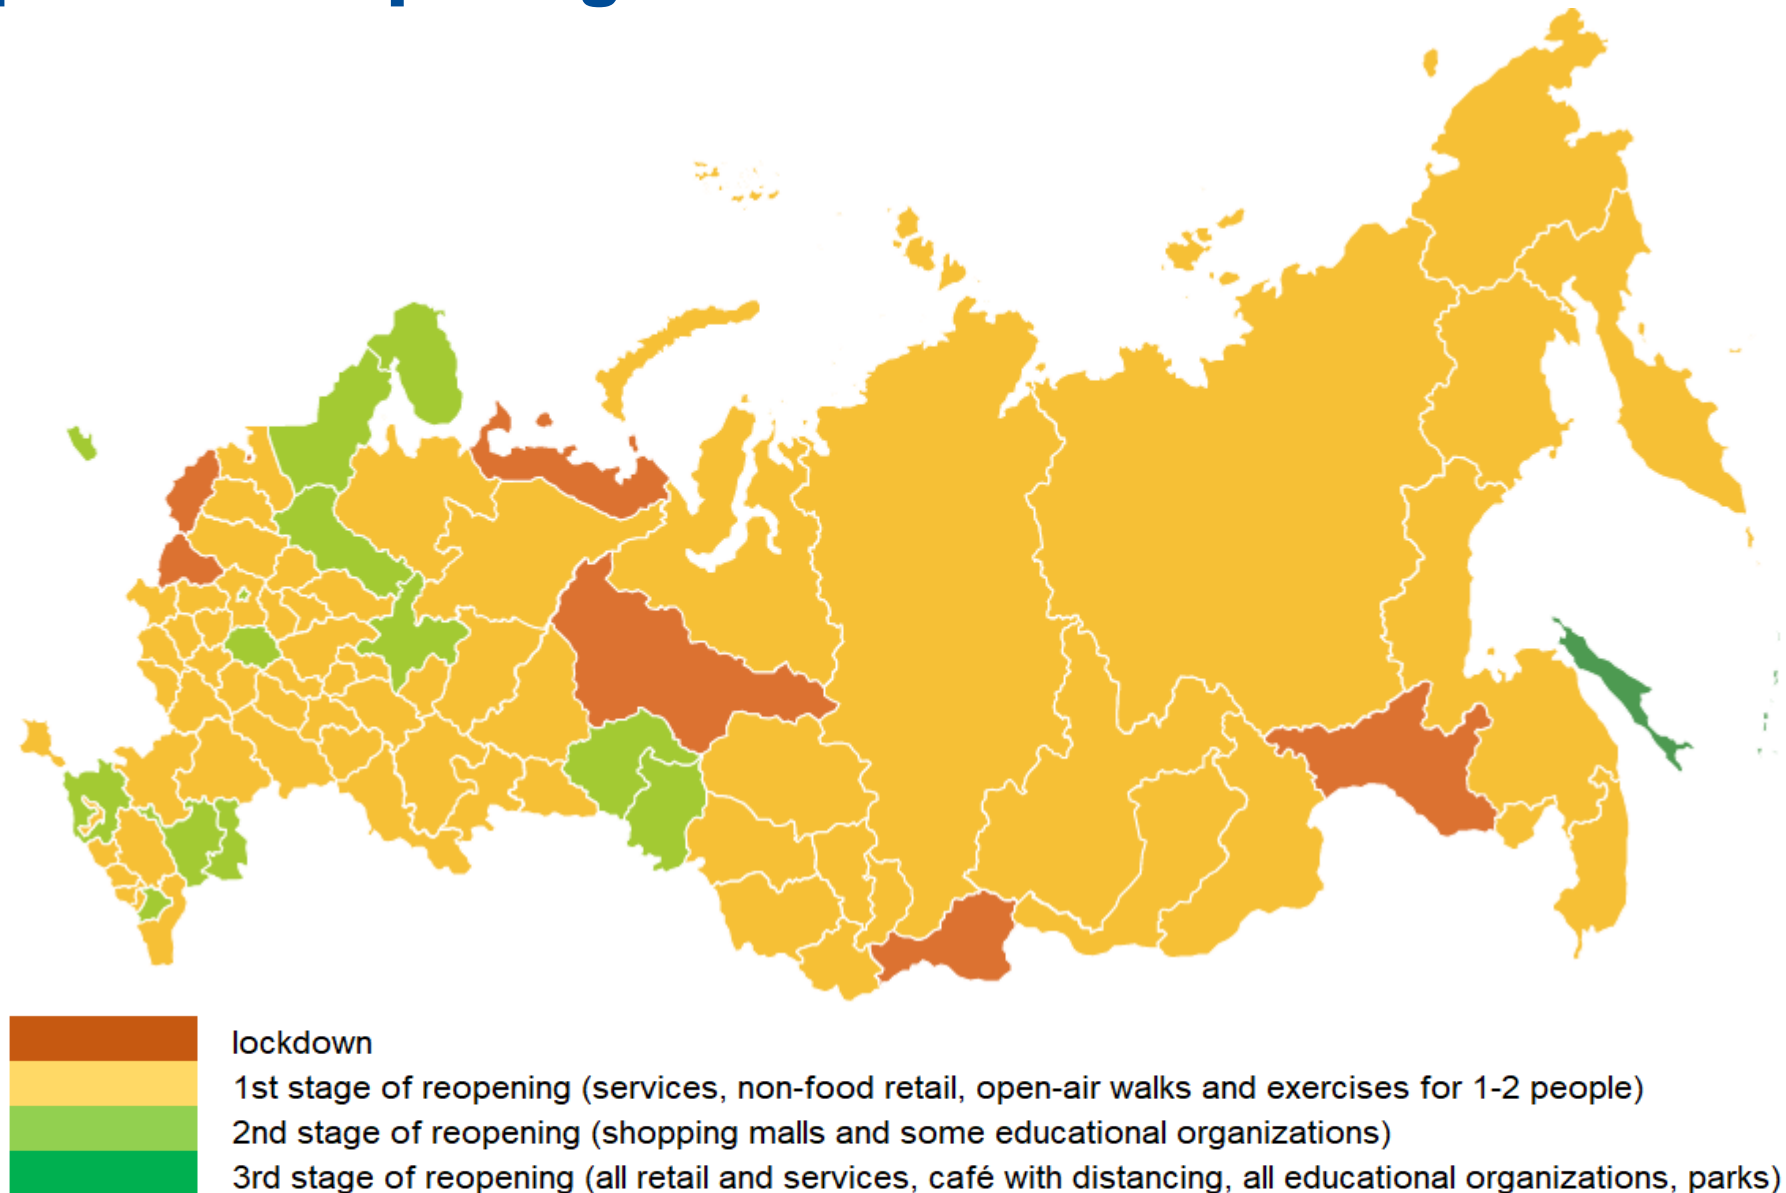 lockdown
1st stage of reopening (services, non-food retail, open-air walks and exercises for 1-2 people)
2nd stage of reopening (shopping malls and some educational organizations)
3rd stage of reopening (all retail and services, café with distancing, all educational organizations, parks)